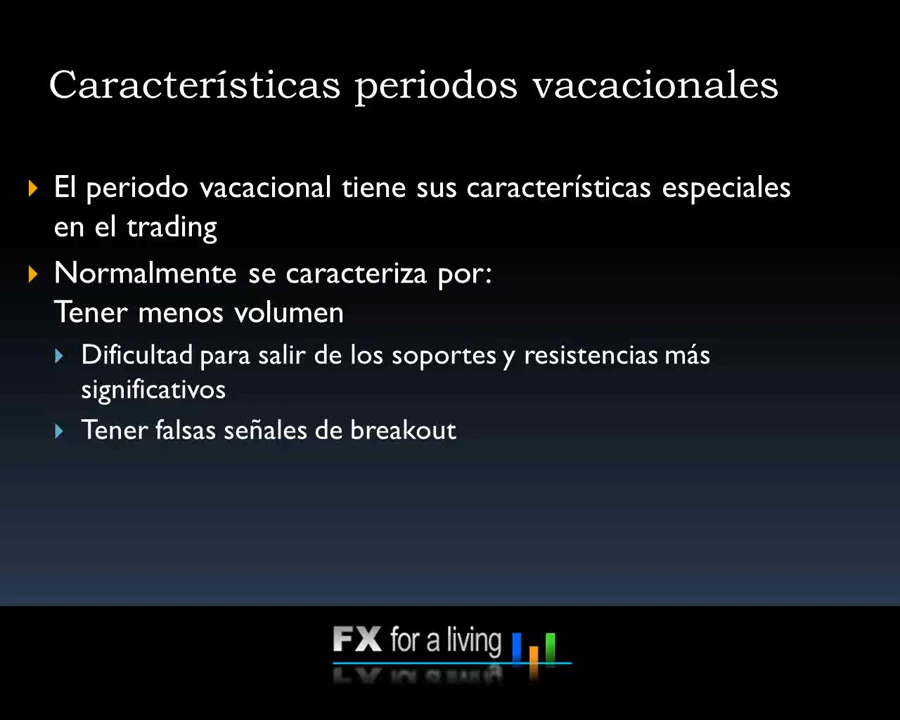 Características periodos vacacionales
El periodo vacacional tiene sus características especiales
en el trading
Normalmente se caracteriza por:
Tener menos volumen
Dificultad para salir de los soportes y resistencias más
significativos
Tener falsas señales de breakout
FX for a living